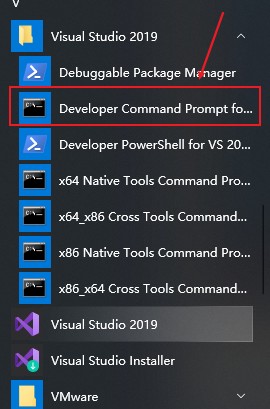 V
Visual Studio 2019
Debuggable Package Manager
Developer Command Prompt fo...
Developer PowerShell for VS 20...
x64 Native Tools Command Pro...
x64_x86 Cross Tools Command...
x86 Native Tools Command Pro...
x86_x64 Cross Tools Command...
Visual Studio 2019
Visual Studio Installer
VMware